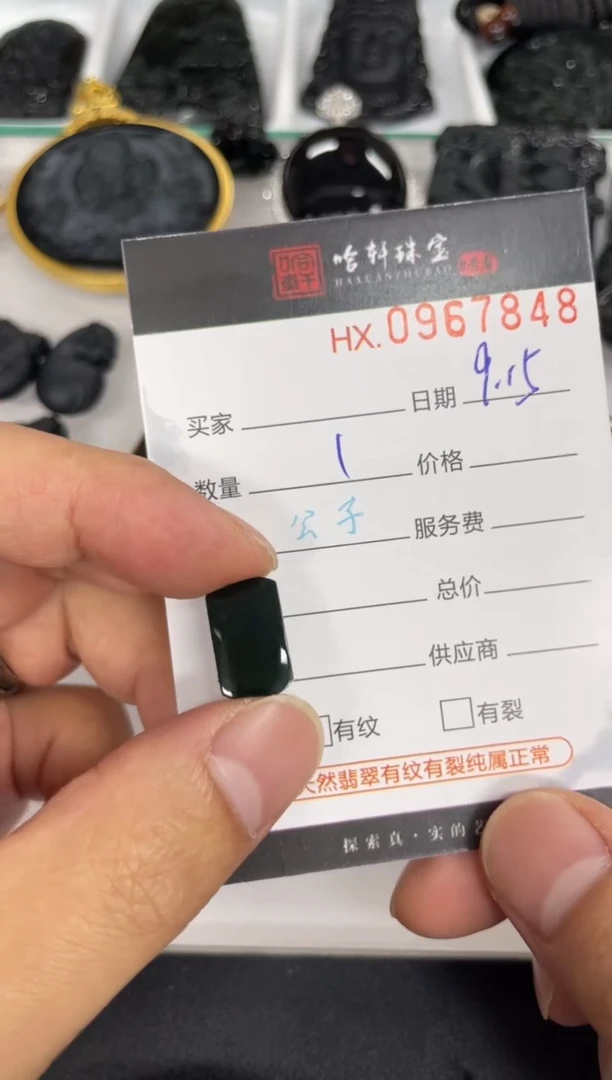 哈轩
哈轩珠宝
HAXUANZHUBAO
HX.0967848
买家 日期 9.15
数量 1 价格
公子 服务费
总价
供应商
有纹 有裂
天然翡翠有纹有裂纯属正常
探索真·实的